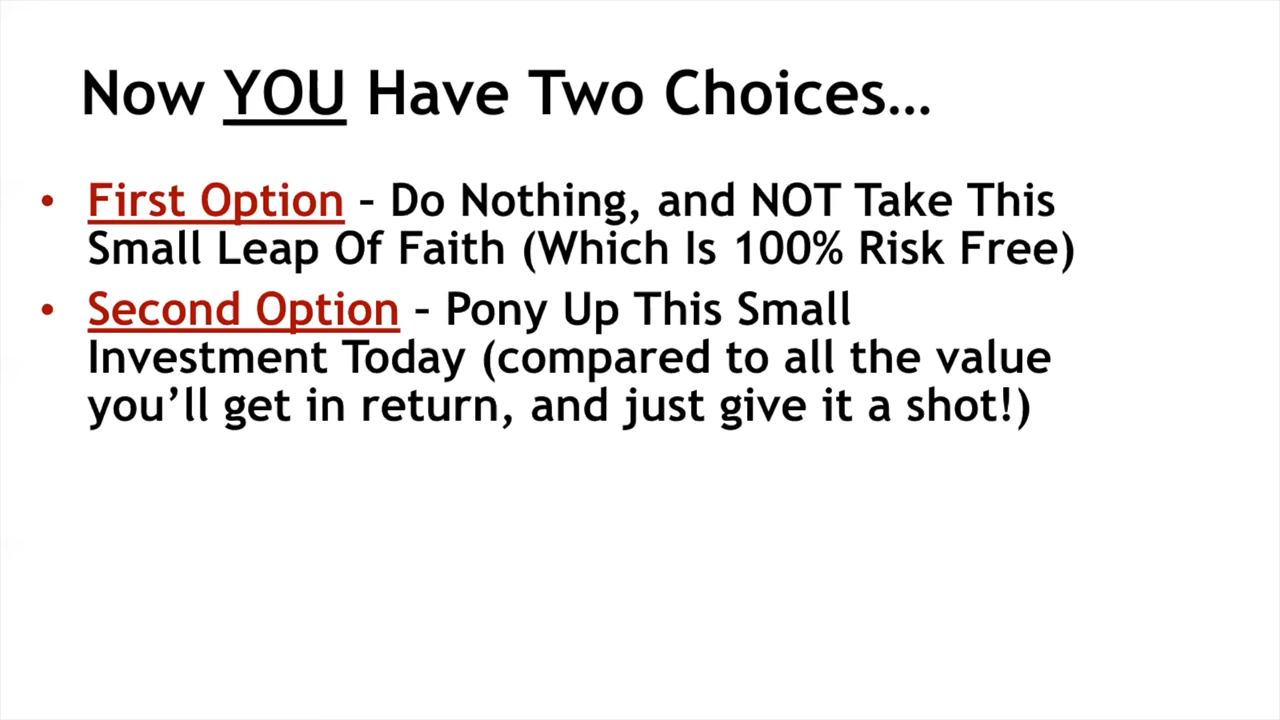 Now YOU Have Two Choices…
• First Option – Do Nothing, and NOT Take This
Small Leap Of Faith (Which Is 100% Risk Free)
• Second Option – Pony Up This Small
Investment Today (compared to all the value
you’ll get in return, and just give it a shot!)